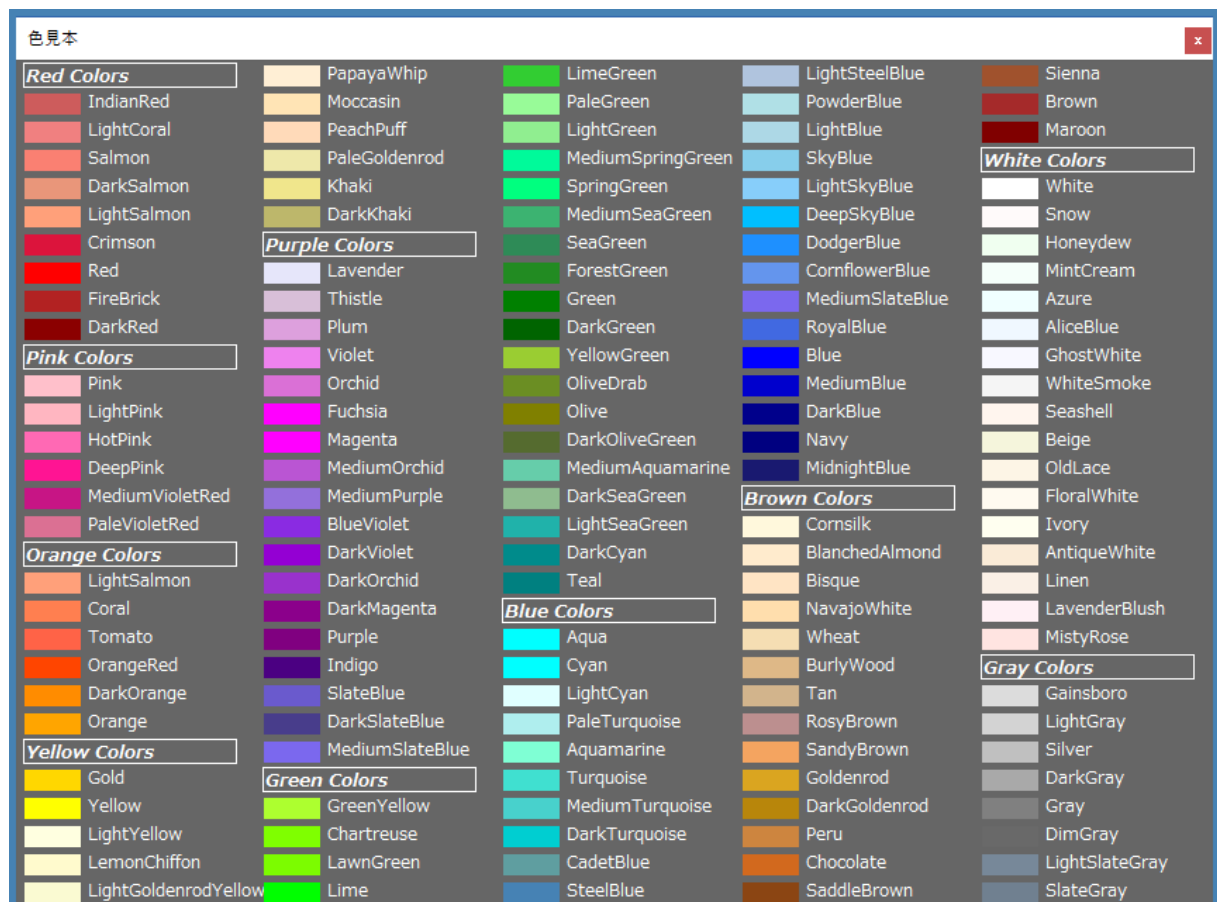 色見本
x
Red Colors
IndianRed
LightCoral
Salmon
DarkSalmon
LightSalmon
Crimson
Red
FireBrick
DarkRed
Pink Colors
Pink
LightPink
HotPink
DeepPink
MediumVioletRed
PaleVioletRed
Orange Colors
LightSalmon
Coral
Tomato
OrangeRed
DarkOrange
Orange
Yellow Colors
Gold
Yellow
LightYellow
LemonChiffon
LightGoldenrodYellow
PapayaWhip
Moccasin
PeachPuff
PaleGoldenrod
Khaki
DarkKhaki
Purple Colors
Lavender
Thistle
Plum
Violet
Orchid
Fuchsia
Magenta
MediumOrchid
MediumPurple
BlueViolet
DarkViolet
DarkOrchid
DarkMagenta
Purple
Indigo
SlateBlue
DarkSlateBlue
MediumSlateBlue
Green Colors
GreenYellow
Chartreuse
LawnGreen
Lime
LimeGreen
PaleGreen
LightGreen
MediumSpringGreen
SpringGreen
MediumSeaGreen
SeaGreen
ForestGreen
Green
DarkGreen
YellowGreen
OliveDrab
Olive
DarkOliveGreen
MediumAquamarine
DarkSeaGreen
LightSeaGreen
DarkCyan
Teal
Blue Colors
Aqua
Cyan
LightCyan
PaleTurquoise
Aquamarine
Turquoise
MediumTurquoise
DarkTurquoise
CadetBlue
SteelBlue
LightSteelBlue
PowderBlue
LightBlue
SkyBlue
LightSkyBlue
DeepSkyBlue
DodgerBlue
CornflowerBlue
MediumSlateBlue
RoyalBlue
Blue
MediumBlue
DarkBlue
Navy
MidnightBlue
Brown Colors
Cornsilk
BlanchedAlmond
Bisque
NavajoWhite
Wheat
BurlyWood
Tan
RosyBrown
SandyBrown
Goldenrod
DarkGoldenrod
Peru
Chocolate
SaddleBrown
Sienna
Brown
Maroon
White Colors
White
Snow
Honeydew
MintCream
Azure
AliceBlue
GhostWhite
WhiteSmoke
Seashell
Beige
OldLace
FloralWhite
Ivory
AntiqueWhite
Linen
LavenderBlush
MistyRose
Gray Colors
Gainsboro
LightGray
Silver
DarkGray
Gray
DimGray
LightSlateGray
SlateGray